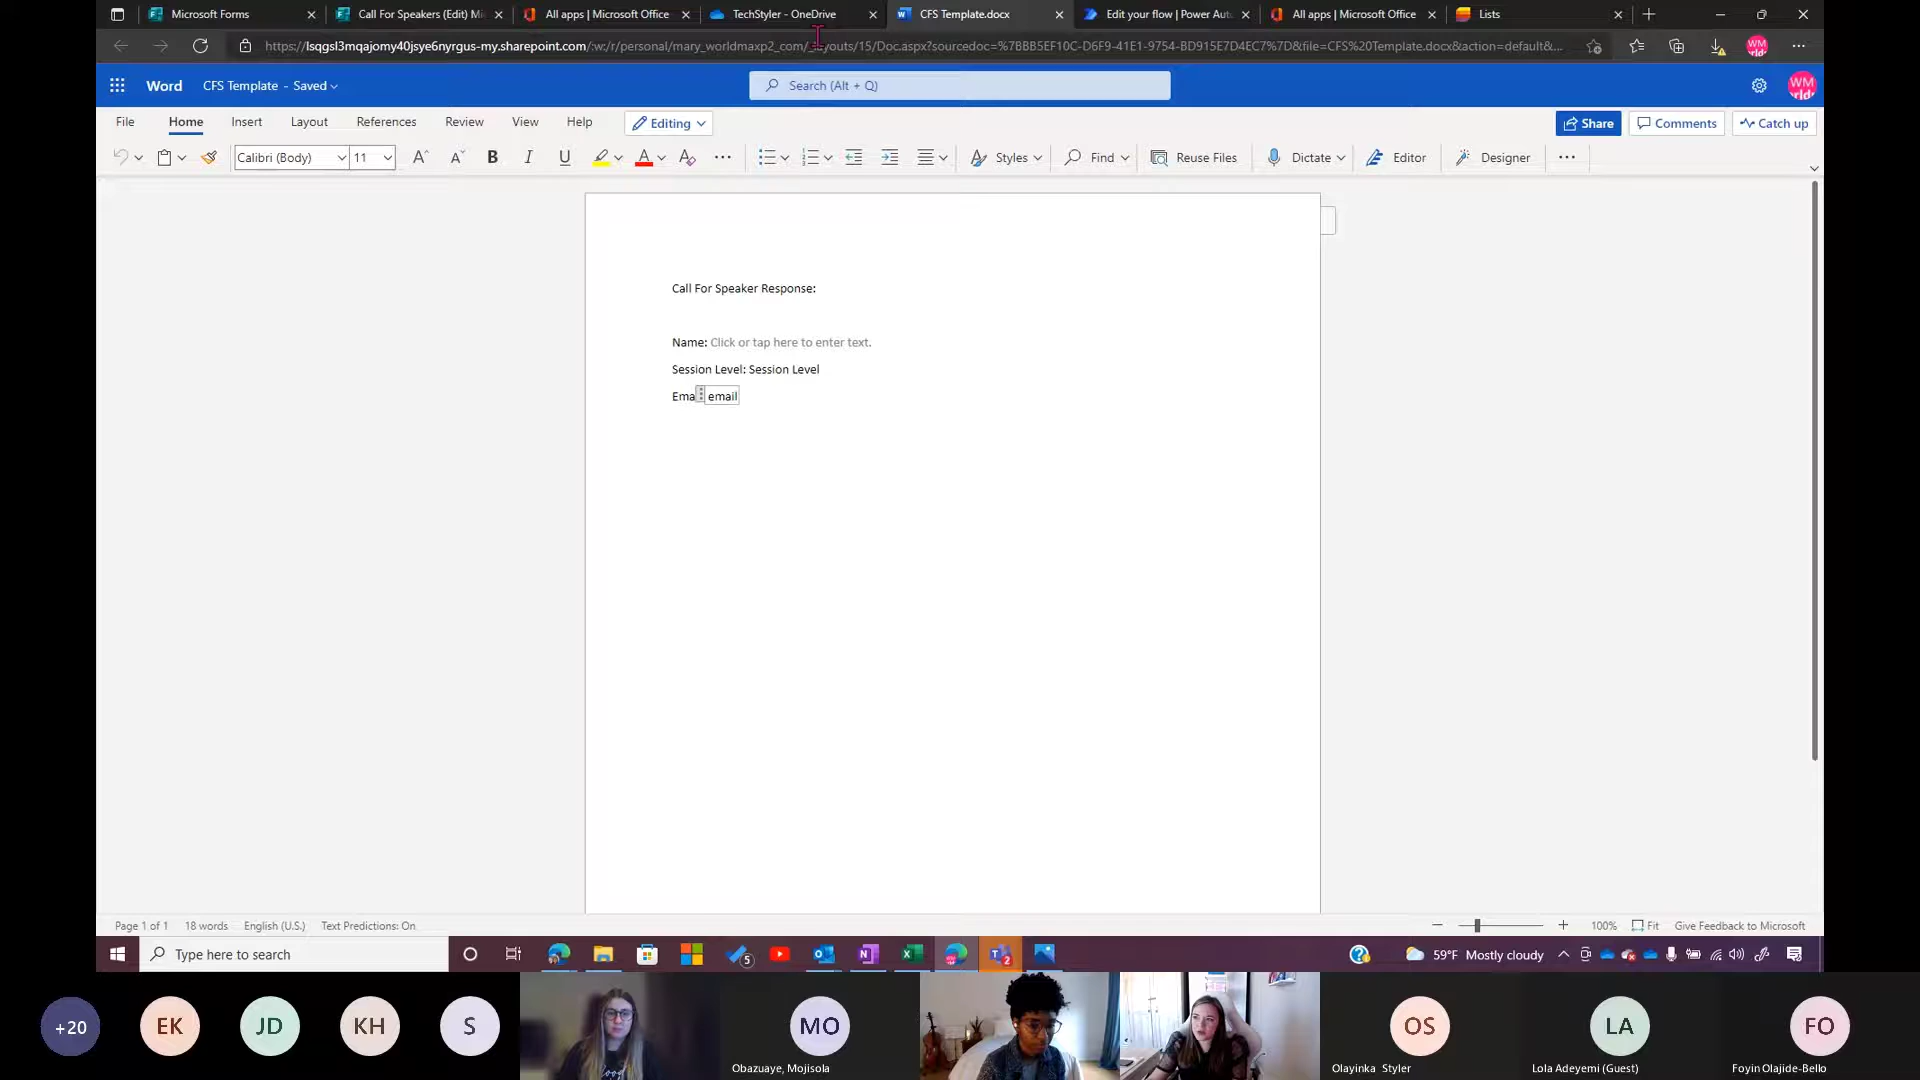 Microsoft Forms
Call For Speakers (Edit) Mi
All apps | Microsoft Office
TechStyler - OneDrive
CFS Template.docx
Edit your flow | Power Aut
All apps | Microsoft Office
Lists
WM
Word
CFS Template - Saved
Search (Alt + Q)
WM
File
Home
Insert
Layout
References
Review
View
Help
Editing
Share
Comments
Catch up
Calibri (Body)
11
A
A
B
I
U
A
A
Styles
Find
Reuse Files
Dictate
Editor
Designer
Call For Speaker Response:
Name: Click or tap here to enter text.
Session Level: Session Level
Ema email
Page 1 of 1
18 words
English (U.S.)
Text Predictions: On
100%
Fit
Give Feedback to Microsoft
Type here to search
5
2
59°F Mostly cloudy
+20
EK
JD
KH
S
MO
Obazuaye, Mojisola
OS
Olayinka Styler
LA
Lola Adeyemi (Guest)
FO
Foyin Olajide-Bello